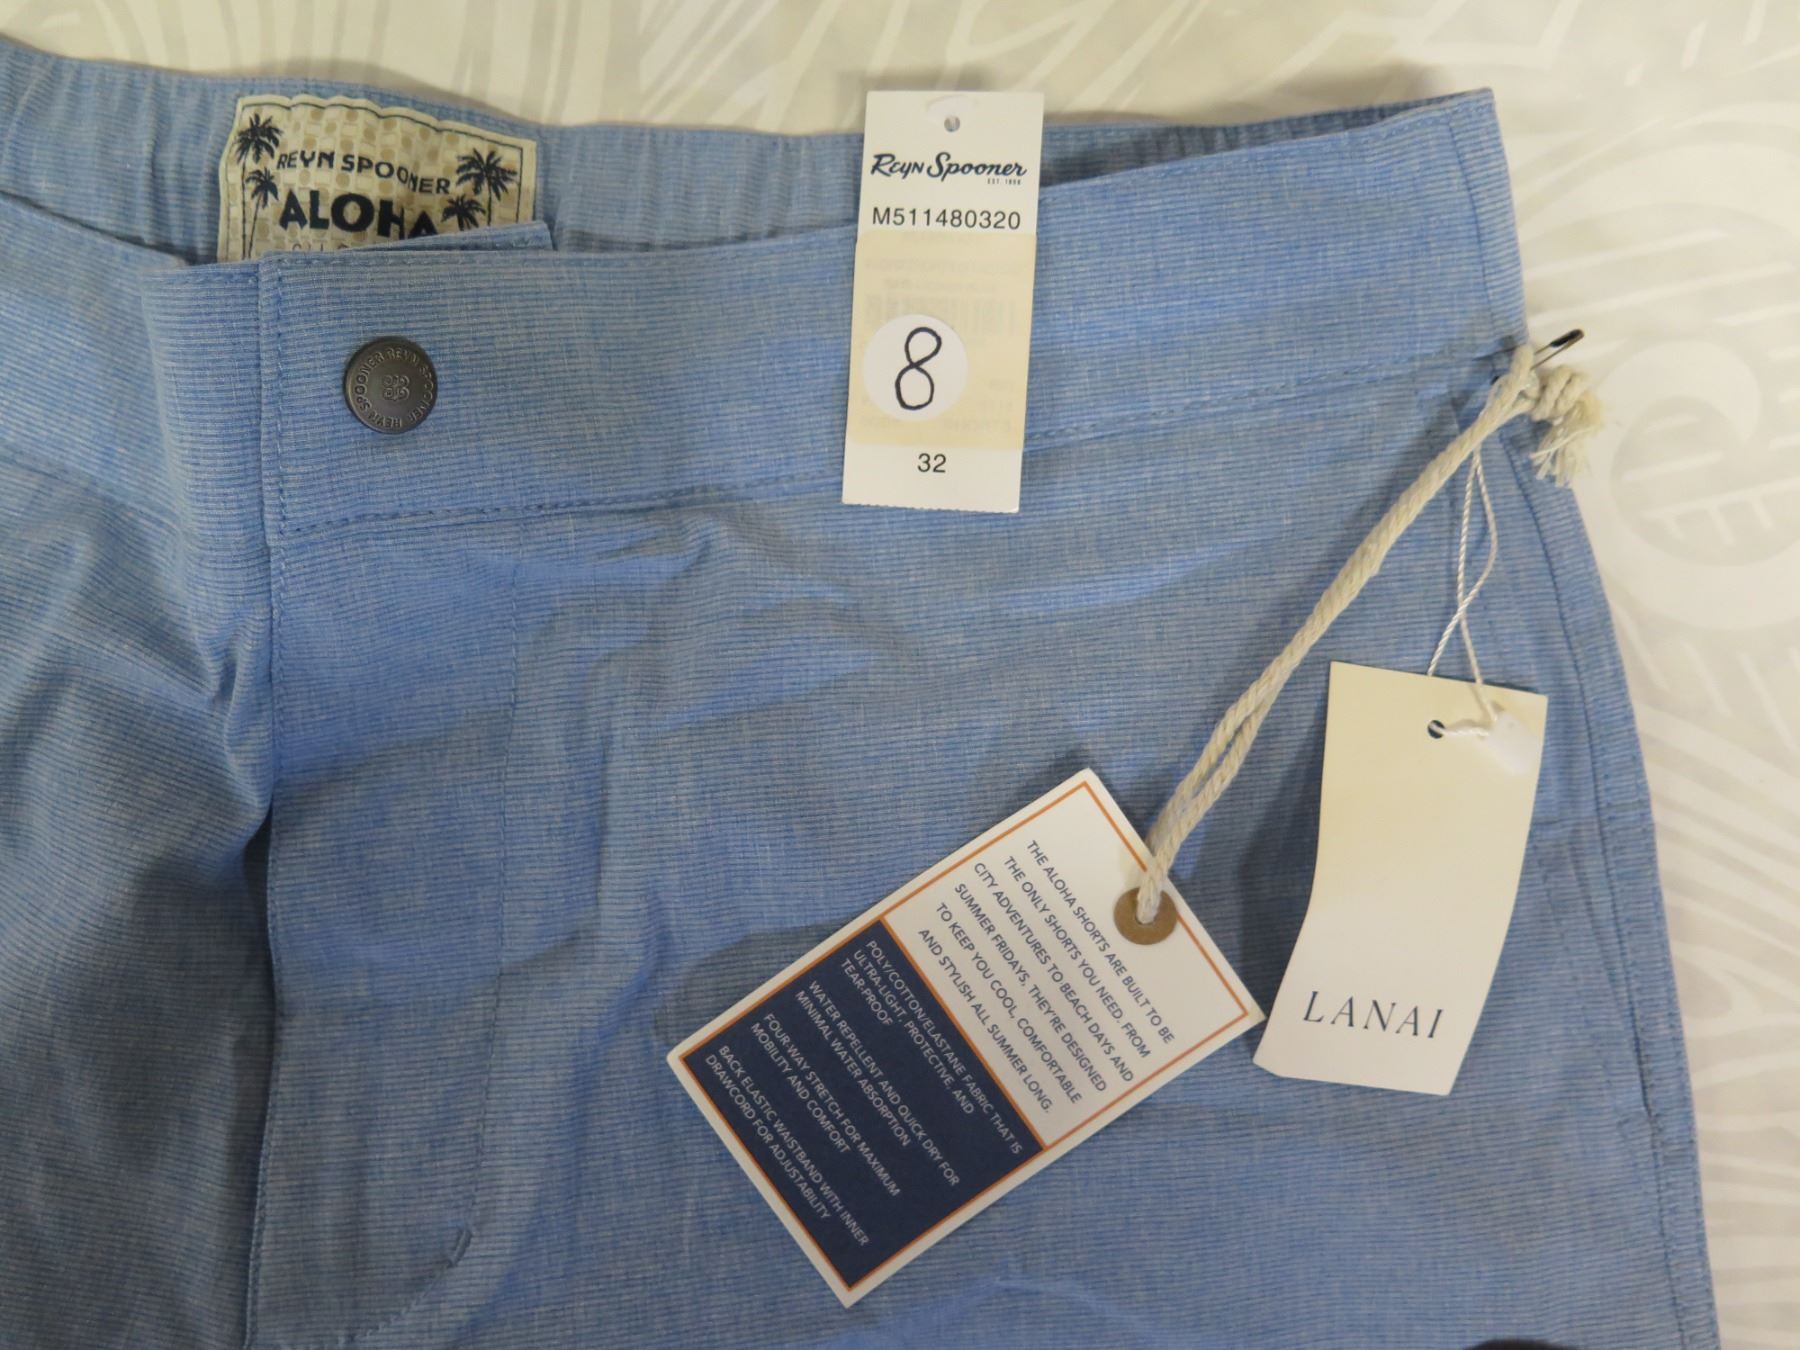 REYN SPOONER
ALOHA
REYN SPOONER REYN SPOONER
Reyn Spooner
EST. 1956
M511480320
8
32
THE ALOHA SHORTS ARE BUILT TO BE
THE ONLY SHORTS YOU NEED. FROM
CITY ADVENTURES TO BEACH DAYS AND
SUMMER FRIDAYS, THEY'RE DESIGNED
TO KEEP YOU COOL, COMFORTABLE
AND STYLISH ALL SUMMER LONG.
POLY/COTTON/ELASTANE FABRIC THAT IS
ULTRA-LIGHT, PROTECTIVE, AND
TEAR-PROOF
WATER REPELLENT AND QUICK DRY FOR
MINIMAL WATER ABSORPTION
FOUR-WAY STRETCH FOR MAXIMUM
MOBILITY AND COMFORT
BACK ELASTIC WAISTBAND WITH INNER
DRAWCORD FOR ADJUSTABILITY
LANAI